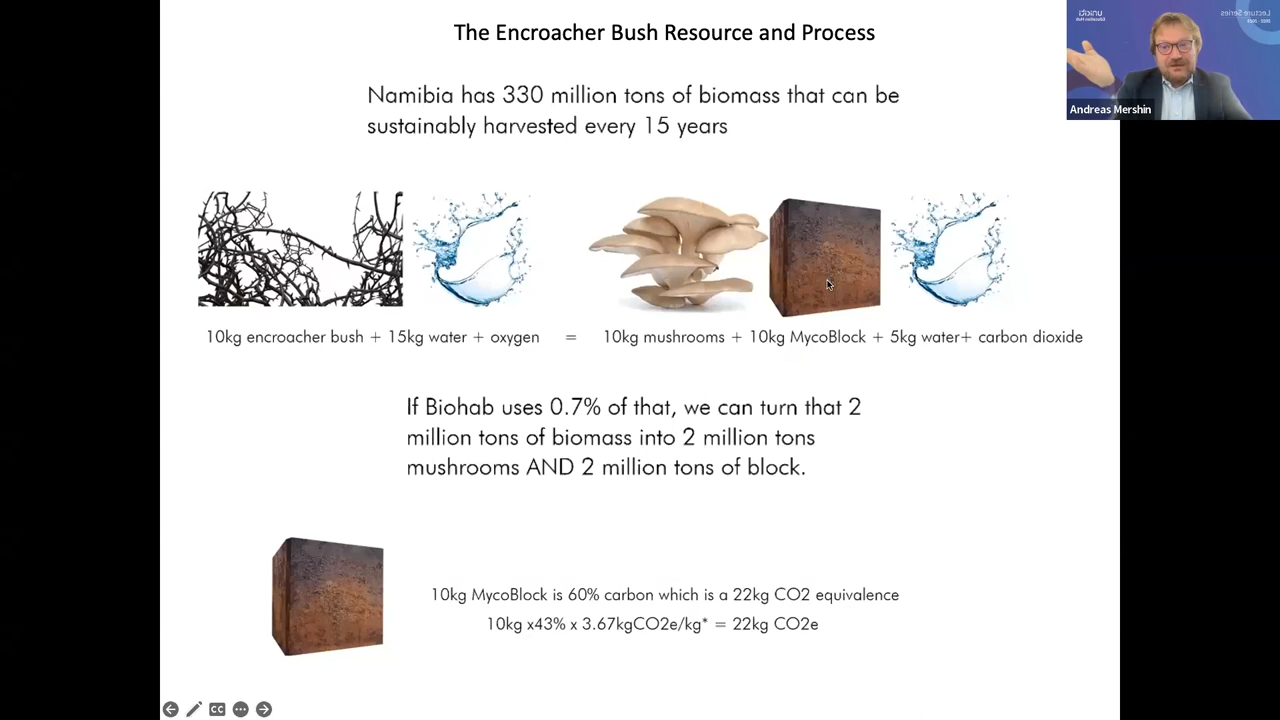 The Encroacher Bush Resource and Process
Namibia has 330 million tons of biomass that can be
sustainably harvested every 15 years
10kg encroacher bush + 15kg water + oxygen = 10kg mushrooms + 10kg MycoBlock + 5kg water+ carbon dioxide
If Biohab uses 0.7% of that, we can turn that 2
million tons of biomass into 2 million tons
mushrooms AND 2 million tons of block.
10kg MycoBlock is 60% carbon which is a 22kg CO2 equivalence
10kg x43% x 3.67kgCO2e/kg* = 22kg CO2e
unikiti
Education Hub
Lecture Series
Andreas Mershin
CC